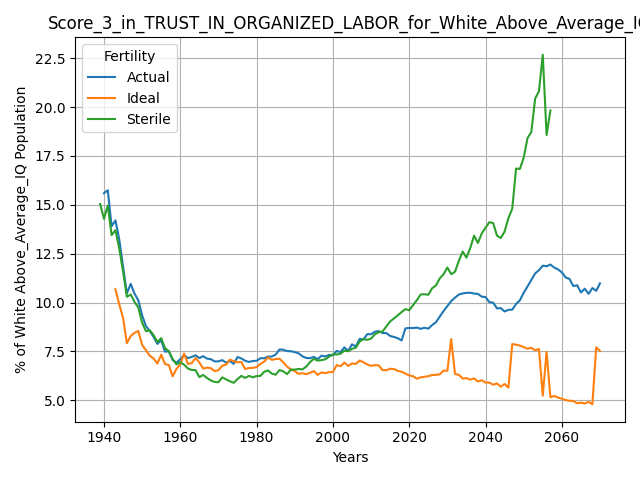 Score_3_in_TRUST_IN_ORGANIZED_LABOR_for_White_Above_Average_IQ
Fertility
Actual
Ideal
Sterile
% of White Above_Average_IQ Population
22.5
20.0
17.5
15.0
12.5
10.0
7.5
5.0
1940 1960 1980 2000 2020 2040 2060
Years